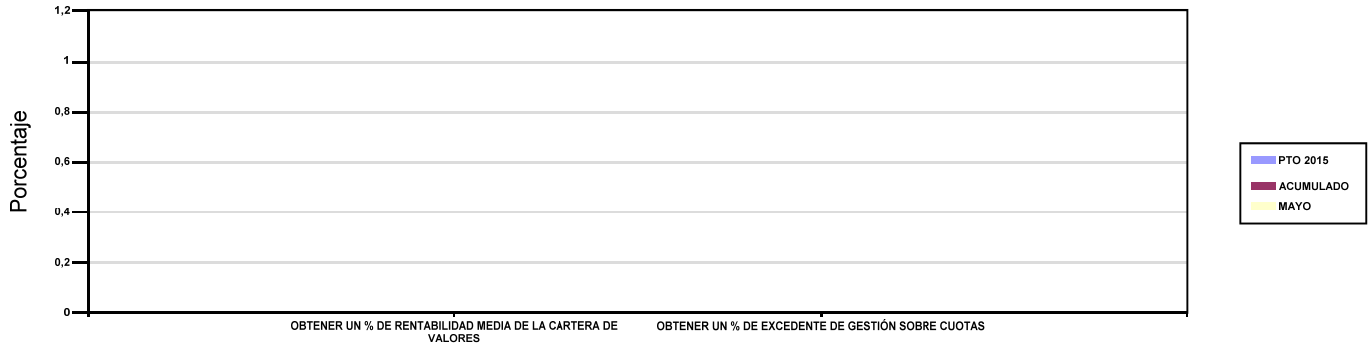 Porcentaje
1,2
1
0,8
0,6
0,4
0,2
0
OBTENER UN % DE RENTABILIDAD MEDIA DE LA CARTERA DE
VALORES
OBTENER UN % DE EXCEDENTE DE GESTIÓN SOBRE CUOTAS
PTO 2015
ACUMULADO
MAYO